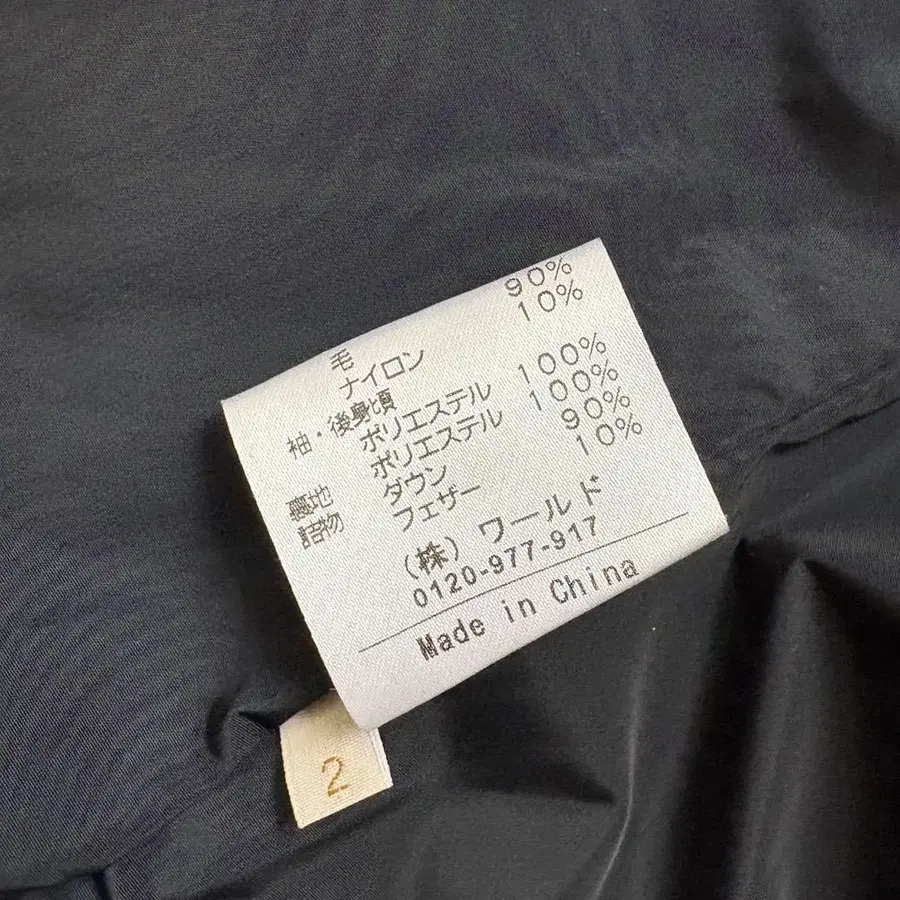 毛 90%
ナイロン 10%
袖・後身頃
ポリエステル 100%
裏地 ポリエステル 100%
詰物 ダウン 90%
フェザー 10%
(株) ワールド
0120-977-917
Made in China
2